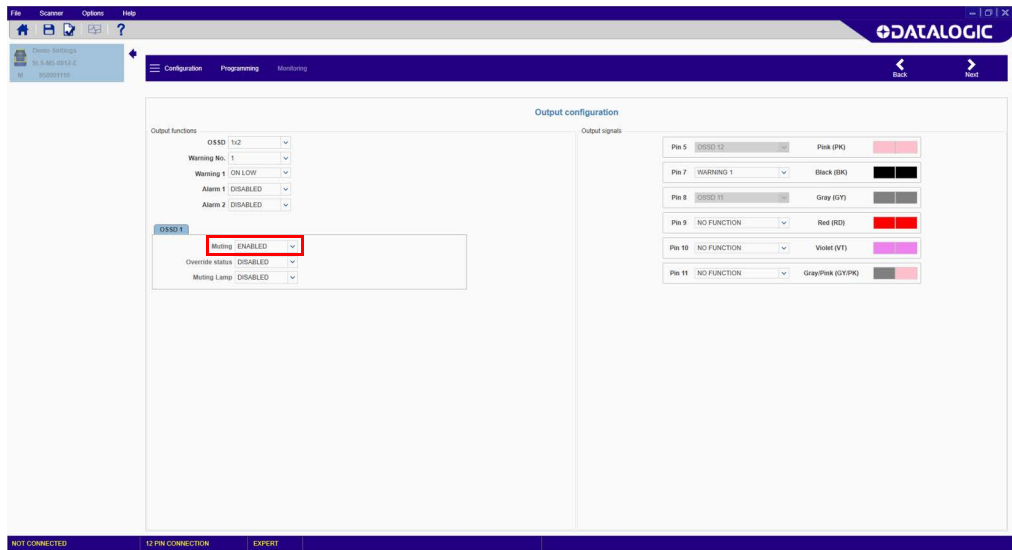 File Scanner Options Help
DATALOGIC
Demo Settings
M
Configuration Programming Monitoring
Back Next
Output configuration
Output functions
OSSD 1x2
Warning No. 1
Warning 1 ON LOW
Alarm 1 DISABLED
Alarm 2 DISABLED
OSSD 1
Muting ENABLED
Override status DISABLED
Muting Lamp DISABLED
Output signals
Pin 5 OSSD 12 Pink (PK)
Pin 7 WARNING 1 Black (BK)
Pin 8 OSSD 11 Gray (GY)
Pin 9 NO FUNCTION Red (RD)
Pin 10 NO FUNCTION Violet (VT)
Pin 11 NO FUNCTION Gray/Pink (GY/PK)
NOT CONNECTED 12 PIN CONNECTION EXPERT